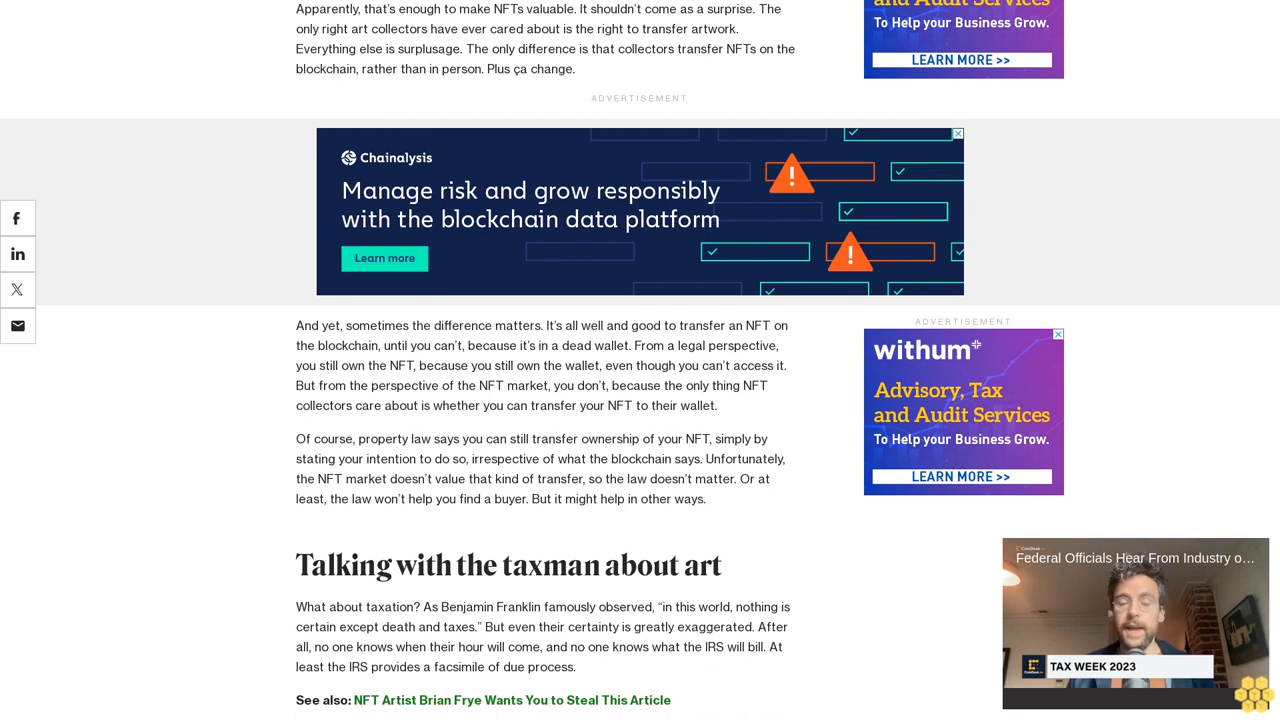 Apparently, that’s enough to make NFTs valuable. It shouldn’t come as a surprise. The
only right art collectors have ever cared about is the right to transfer artwork.
Everything else is surplusage. The only difference is that collectors transfer NFTs on the
blockchain, rather than in person. Plus ça change.
and Audit Services
To Help your Business Grow.
LEARN MORE >>
ADVERTISEMENT
Chainalysis
Manage risk and grow responsibly
with the blockchain data platform
Learn more
And yet, sometimes the difference matters. It’s all well and good to transfer an NFT on
the blockchain, until you can’t, because it’s in a dead wallet. From a legal perspective,
you still own the NFT, because you still own the wallet, even though you can’t access it.
But from the perspective of the NFT market, you don’t, because the only thing NFT
collectors care about is whether you can transfer your NFT to their wallet.
Of course, property law says you can still transfer ownership of your NFT, simply by
stating your intention to do so, irrespective of what the blockchain says. Unfortunately,
the NFT market doesn’t value that kind of transfer, so the law doesn’t matter. Or at
least, the law won’t help you find a buyer. But it might help in other ways.
ADVERTISEMENT
withum
Advisory, Tax
and Audit Services
To Help your Business Grow.
LEARN MORE >>
Talking with the taxman about art
What about taxation? As Benjamin Franklin famously observed, “in this world, nothing is
certain except death and taxes.” But even their certainty is greatly exaggerated. After
all, no one knows when their hour will come, and no one knows what the IRS will bill. At
least the IRS provides a facsimile of due process.
See also: NFT Artist Brian Frye Wants You to Steal This Article
Federal Officials Hear From Industry o…
TAX WEEK 2023